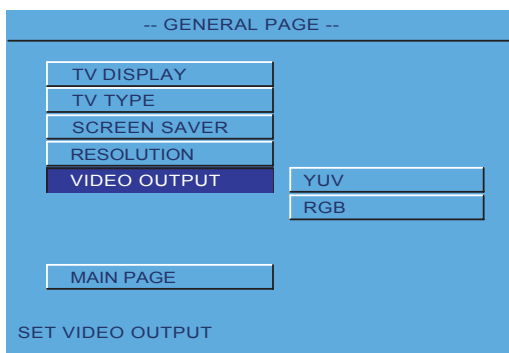 -- GENERAL PAGE --
TV DISPLAY
TV TYPE
SCREEN SAVER
RESOLUTION
VIDEO OUTPUT
YUV
RGB
MAIN PAGE
SET VIDEO OUTPUT